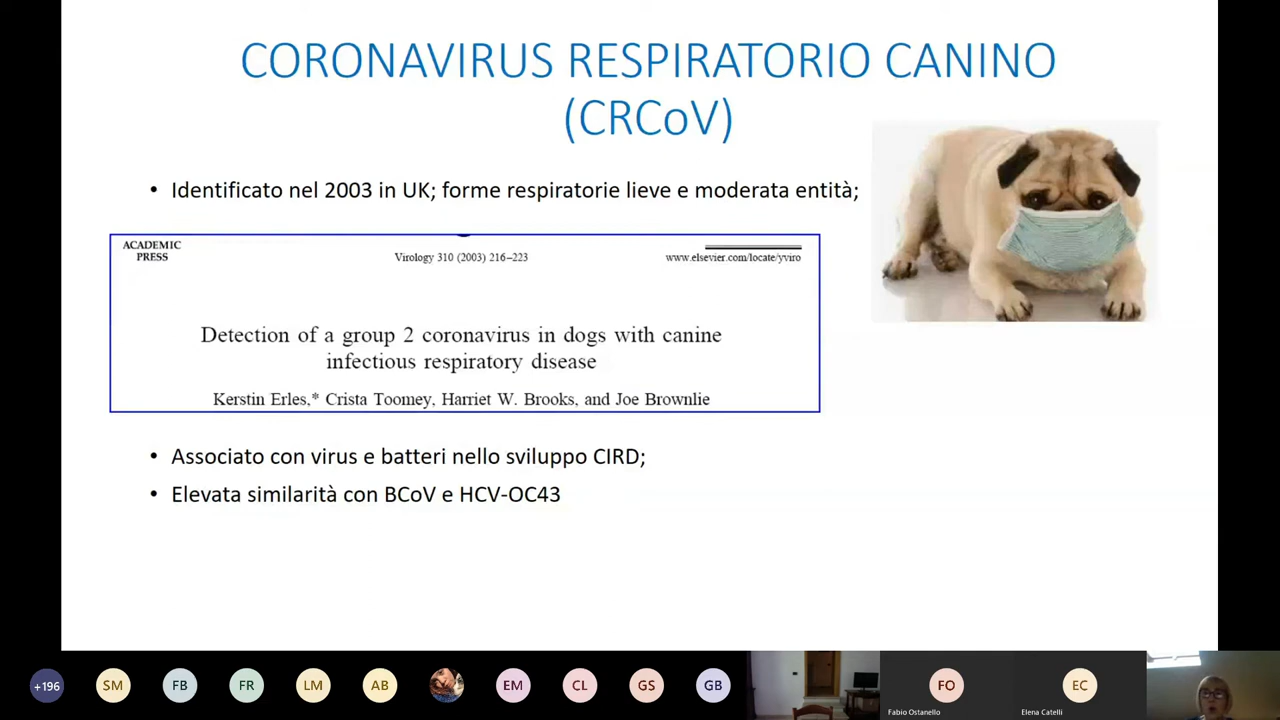 CORONAVIRUS RESPIRATORIO CANINO
(CRCoV)
• Identificato nel 2003 in UK; forme respiratorie lieve e moderata entità;
ACADEMIC
PRESS
Virology 310 (2003) 216–223
www.elsevier.com/locate/yviro
Detection of a group 2 coronavirus in dogs with canine
infectious respiratory disease
Kerstin Erles,* Crista Toomey, Harriet W. Brooks, and Joe Brownlie
• Associato con virus e batteri nello sviluppo CIRD;
• Elevata similarità con BCoV e HCV-OC43
+196
SM
FB
FR
LM
AB
EM
CL
GS
GB
FO
Fabio Ostanello
EC
Elena Catelli